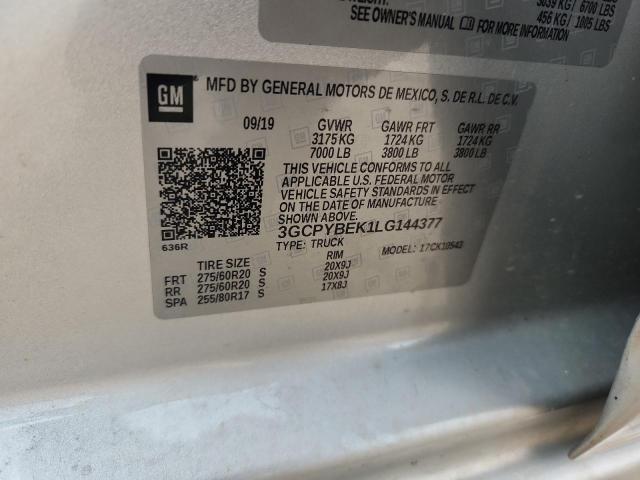 3039 KG / 6700 LBS
456 KG / 1005 LBS
SEE OWNER'S MANUAL FOR MORE INFORMATION
GM MFD BY GENERAL MOTORS DE MEXICO, S. DE R.L. DE C.V.
09/19 GVWR GAWR FRT GAWR RR
3175 KG 1724 KG 1724 KG
7000 LB 3800 LB 3800 LB
THIS VEHICLE CONFORMS TO ALL
APPLICABLE U.S. FEDERAL MOTOR
VEHICLE SAFETY STANDARDS IN EFFECT
ON THE DATE OF MANUFACTURE
SHOWN ABOVE
3GCPYBEK1LG144377
TYPE: TRUCK MODEL: 17CK10543
636R
TIRE SIZE RIM
FRT 275/60R20 S 20X9J
RR 275/60R20 S 20X9J
SPA 255/80R17 S 17X8J